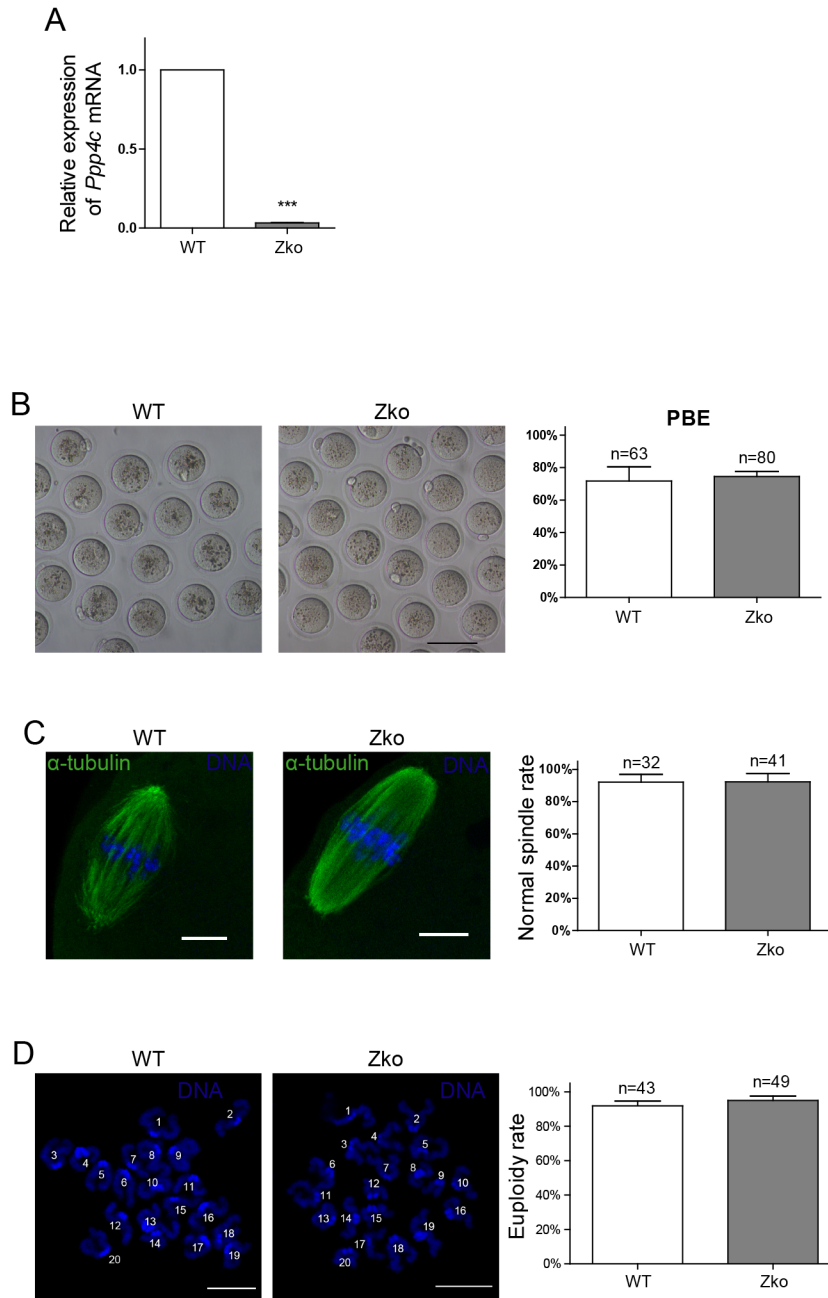 A
Relative expression
of Ppp4c mRNA
1.0
0.5
0.0
***
WT
Zko
B
WT
Zko
PBE
100%
80%
60%
40%
20%
0%
n=63
n=80
WT
Zko
C
WT
Zko
α-tubulin
DNA
α-tubulin
DNA
Normal spindle rate
100%
80%
60%
40%
20%
0%
n=32
n=41
WT
Zko
D
WT
Zko
DNA
1
2
3
4
5
6
7
8
9
10
11
12
13
14
15
16
17
18
19
20
DNA
1
2
3
4
5
6
7
8
9
10
11
12
13
14
15
16
17
18
19
20
Euploidy rate
100%
80%
60%
40%
20%
0%
n=43
n=49
WT
Zko